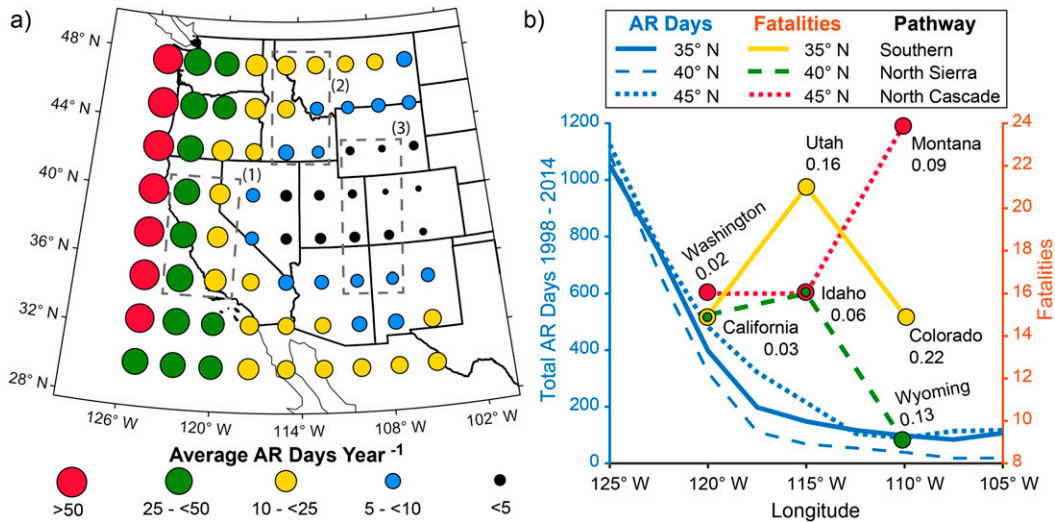 a)
48° N
44° N
40° N
36° N
32° N
28° N
(1)
(2)
(3)
126° W
120° W
114° W
108° W
102° W
Average AR Days Year -1
>50
25 - <50
10 - <25
5 - <10
<5
b)
AR Days Fatalities Pathway
35° N 35° N Southern
40° N 40° N North Sierra
45° N 45° N North Cascade
Total AR Days 1998 - 2014
1200
1000
800
600
400
200
0
Fatalities
24
22
20
18
16
14
12
10
8
Utah
0.16
Montana
0.09
Washington
0.02
Idaho
0.06
California
0.03
Colorado
0.22
Wyoming
0.13
125° W
120° W
115° W
110° W
105° W
Longitude